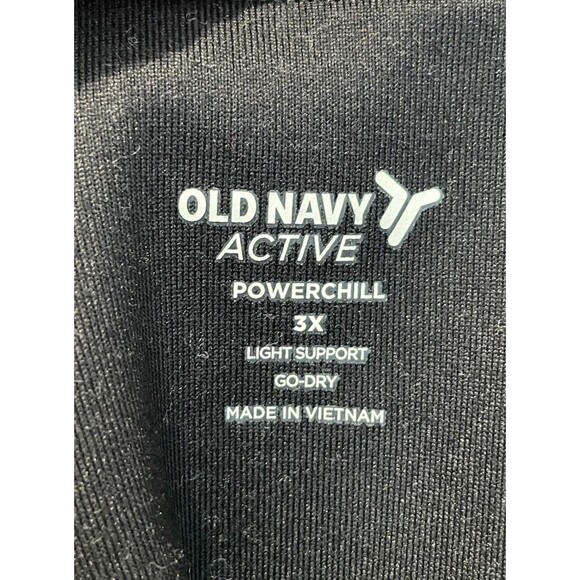 OLD NAVY
ACTIVE
POWERCHILL
3X
LIGHT SUPPORT
GO-DRY
MADE IN VIETNAM